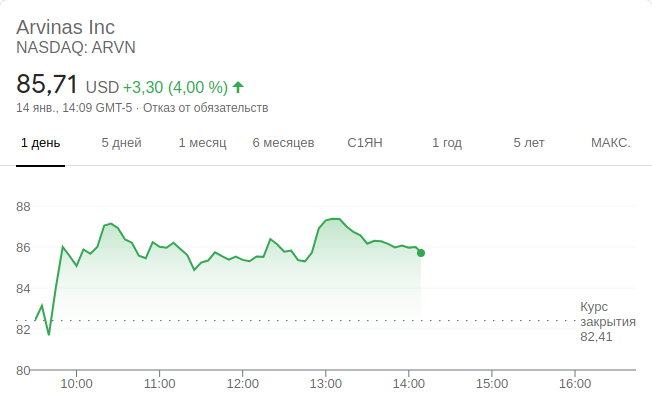 Arvinas Inc
NASDAQ: ARVN
85,71 USD +3,30 (4,00 %)
14 янв., 14:09 GMT-5 · Отказ от обязательств
1 день 5 дней 1 месяц 6 месяцев С1ЯН 1 год 5 лет МАКС.
88
86
84
Курс
закрытия
82,41
82
80
10:00 11:00 12:00 13:00 14:00 15:00 16:00